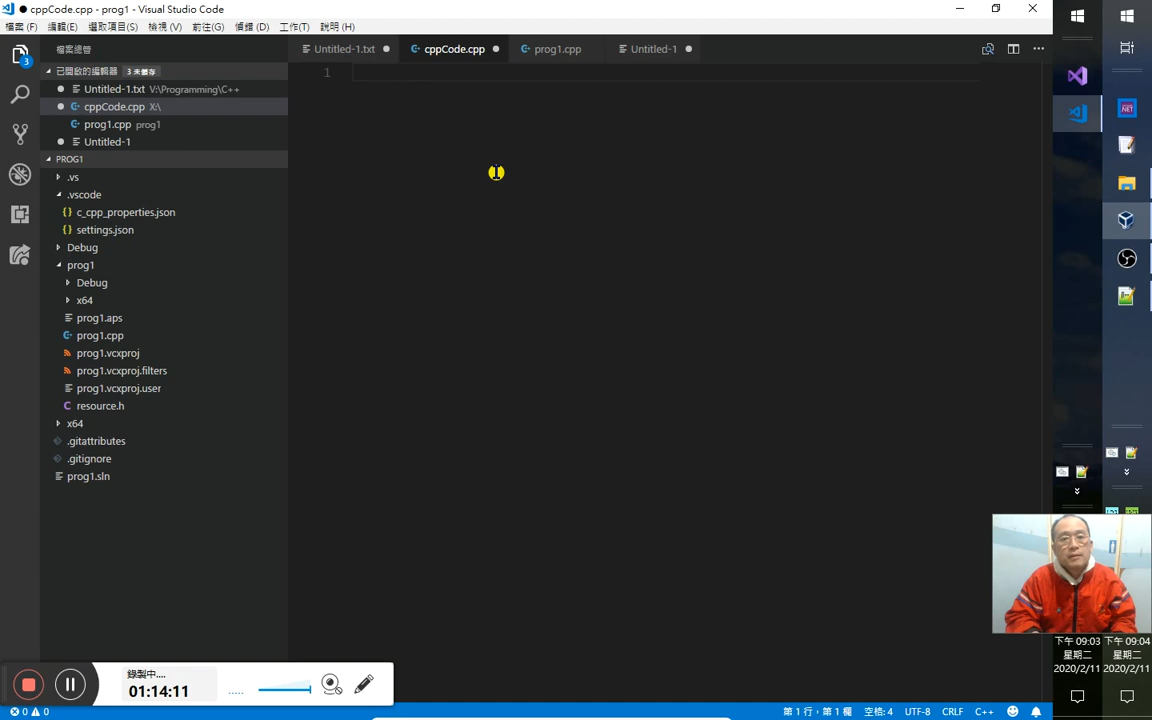 ● cppCode.cpp - prog1 - Visual Studio Code
檔案 (F) 編輯(E) 選取項目(S) 檢視 (V) 前往(G) 偵錯 (D) 工作(T) 說明 (H)
檔案總管
Untitled-1.txt
cppCode.cpp
prog1.cpp
Untitled-1
3
已開啟的編輯器 3 未儲存
Untitled-1.txt V:\Programming\C++
cppCode.cpp X:\
prog1.cpp prog1
Untitled-1
1
PROG1
.vs
.vscode
{} c_cpp_properties.json
{} settings.json
Debug
prog1
Debug
x64
prog1.aps
prog1.cpp
prog1.vcxproj
prog1.vcxproj.filters
prog1.vcxproj.user
C resource.h
x64
.gitattributes
.gitignore
prog1.sln
.NET
錄製中....
01:14:11
0 0
第 1 行，第 1 欄 空格: 4 UTF-8 CRLF C++
下午 09:03
星期二
2020/2/11
下午 09:04
星期二
2020/2/11